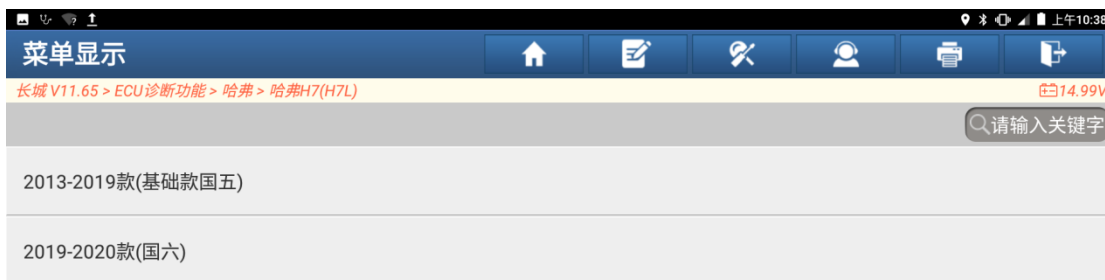 上午10:38
菜单显示
长城 V11.65 > ECU诊断功能 > 哈弗 > 哈弗H7(H7L)
14.99V
请输入关键字
2013-2019款(基础款国五)
2019-2020款(国六)